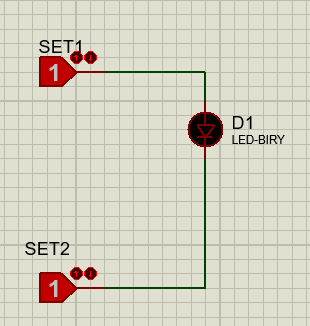 SET1
1
D1
LED-BIRY
SET2
1